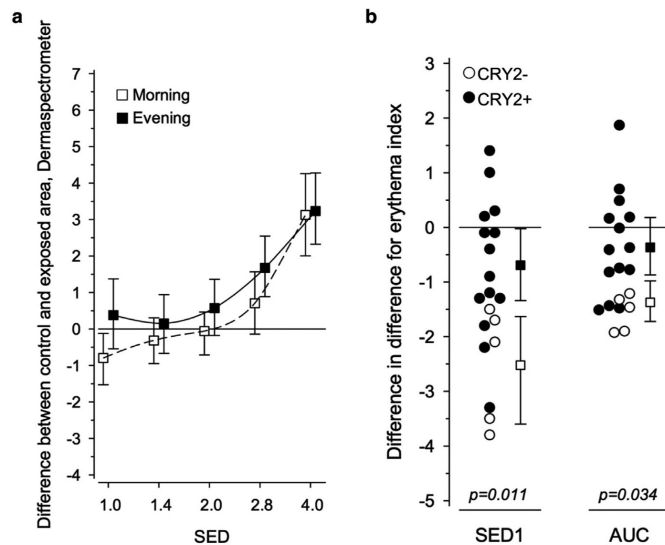 a
Difference between control and exposed area, Dermaspectrometer
7
6
5
4
3
2
1
0
-1
-2
-3
-4
Morning
Evening
1.0 1.4 2.0 2.8 4.0
SED
b
Difference in difference for erythema index
3
2
1
0
-1
-2
-3
-4
-5
CRY2-
CRY2+
p=0.011 p=0.034
SED1 AUC